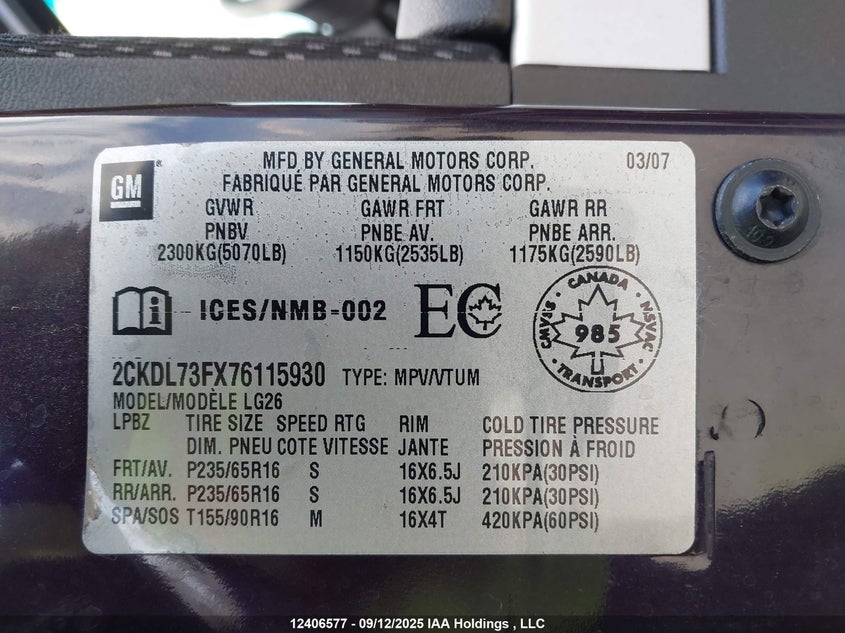 GM
MFD BY GENERAL MOTORS CORP. 03/07
FABRIQUÉ PAR GENERAL MOTORS CORP.
GVWR GAWR FRT GAWR RR
PNBV PNBE AV. PNBE ARR.
2300KG(5070LB) 1150KG(2535LB) 1175KG(2590LB)
ICES/NMB-002 EC
CANADA
CMVSS 985 NSVAC
TRANSPORT
2CKDL73FX76115930 TYPE: MPV/VTUM
MODEL/MODÈLE LG26
LPBZ TIRE SIZE SPEED RTG RIM COLD TIRE PRESSURE
DIM. PNEU COTE VITESSE JANTE PRESSION À FROID
FRT/AV. P235/65R16 S 16X6.5J 210KPA(30PSI)
RR/ARR. P235/65R16 S 16X6.5J 210KPA(30PSI)
SPA/SOS T155/90R16 M 16X4T 420KPA(60PSI)
12406577 - 09/12/2025 IAA Holdings , LLC